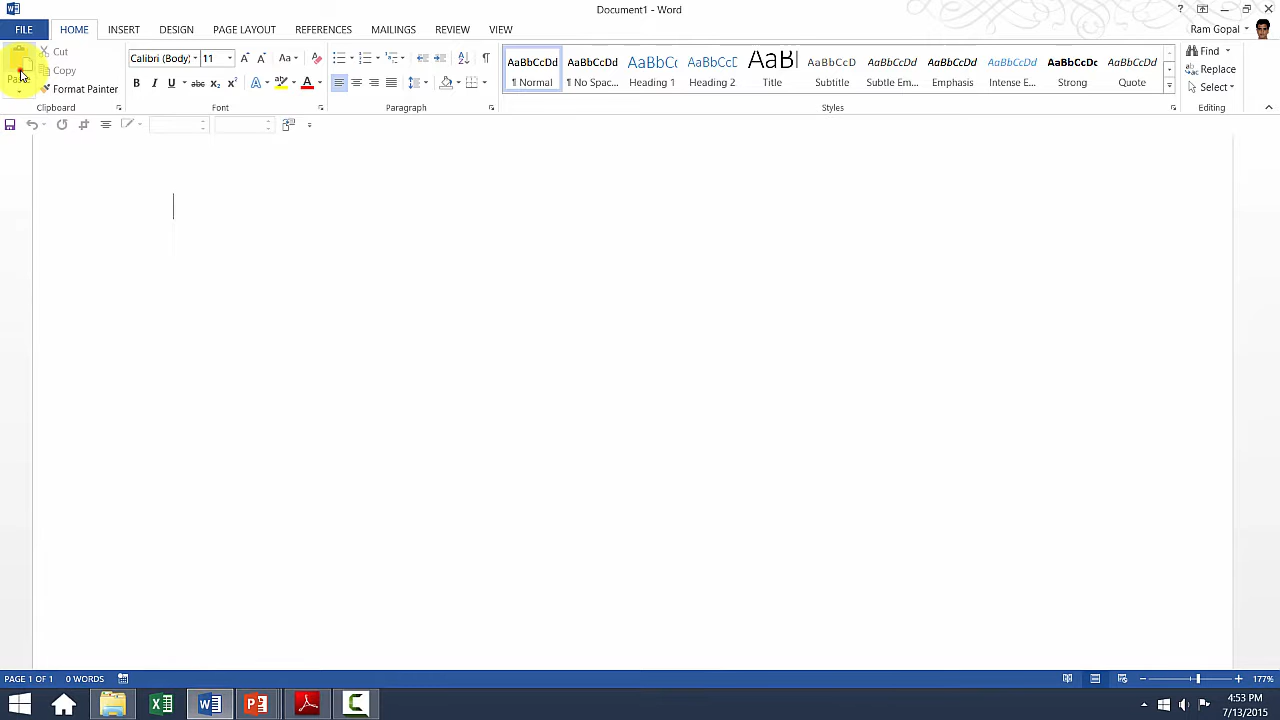 Document1 - Word
FILE HOME INSERT DESIGN PAGE LAYOUT REFERENCES MAILINGS REVIEW VIEW Ram Gopal
Cut
Copy
Format Painter
Calibri (Body) 11 Aa
AaBbCcDd AaBbCcDd AaBbCc AaBbCcD AaB AaBbCcD AaBbCcDd AaBbCcDd AaBbCcDd AaBbCcDc AaBbCcDd
¶ Normal ¶ No Spac... Heading 1 Heading 2 Title Subtitle Subtle Em... Emphasis Intense E... Strong Quote
Find
Replace
Select
Clipboard Font Paragraph Styles Editing
PAGE 1 OF 1 0 WORDS 177%
4:53 PM
7/13/2015